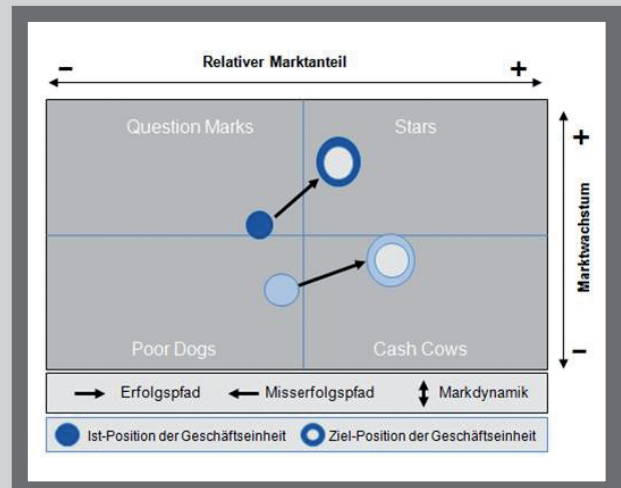 Relativer Marktanteil
− +
Question Marks Stars
+
Marktwachstum
−
Poor Dogs Cash Cows
Erfolgspfad Misserfolgspfad Markdynamik
Ist-Position der Geschäftseinheit Ziel-Position der Geschäftseinheit